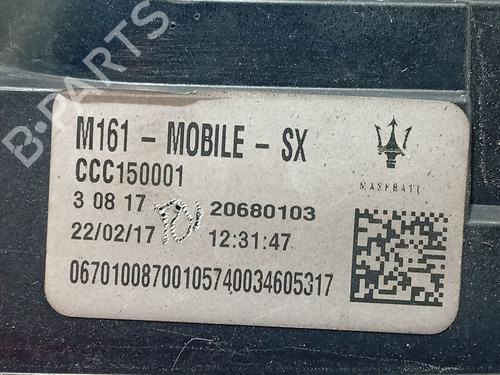 M161 - MOBILE - SX
CCC150001
MASERATI
3 08 17
20680103
22/02/17
12:31:47
06701008700105740034605317
B-PARTS